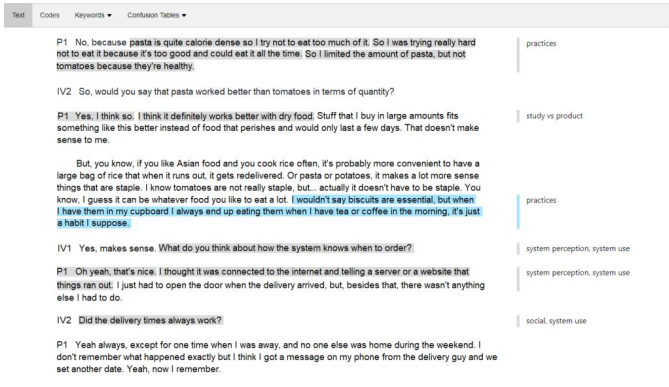 Text Codes Keywords ▾ Confusion Tables ▾
P1 No, because pasta is quite calorie dense so I try not to eat too much of it. So I was trying really hard
not to eat it because it's too good and could eat it all the time. So I limited the amount of pasta, but not
tomatoes because they're healthy.
practices
IV2 So, would you say that pasta worked better than tomatoes in terms of quantity?
P1 Yes, I think so. I think it definitely works better with dry food. Stuff that I buy in large amounts fits
something like this better instead of food that perishes and would only last a few days. That doesn't make
sense to me.
study vs product
But, you know, if you like Asian food and you cook rice often, it's probably more convenient to have a
large bag of rice that when it runs out, it gets redelivered. Or pasta or potatoes, it makes a lot more sense
things that are staple. I know tomatoes are not really staple, but... actually it doesn't have to be staple. You
know, I guess it can be whatever food you like to eat a lot. I wouldn't say biscuits are essential, but when
I have them in my cupboard I always end up eating them when I have tea or coffee in the morning, it's just
a habit I suppose.
practices
IV1 Yes, makes sense. What do you think about how the system knows when to order?
system perception, system use
P1 Oh yeah, that's nice. I thought it was connected to the internet and telling a server or a website that
things ran out. I just had to open the door when the delivery arrived, but, besides that, there wasn't anything
else I had to do.
system perception, system use
IV2 Did the delivery times always work?
social, system use
P1 Yeah always, except for one time when I was away, and no one else was home during the weekend. I
don't remember what happened exactly but I think I got a message on my phone from the delivery guy and we
set another date. Yeah, now I remember.